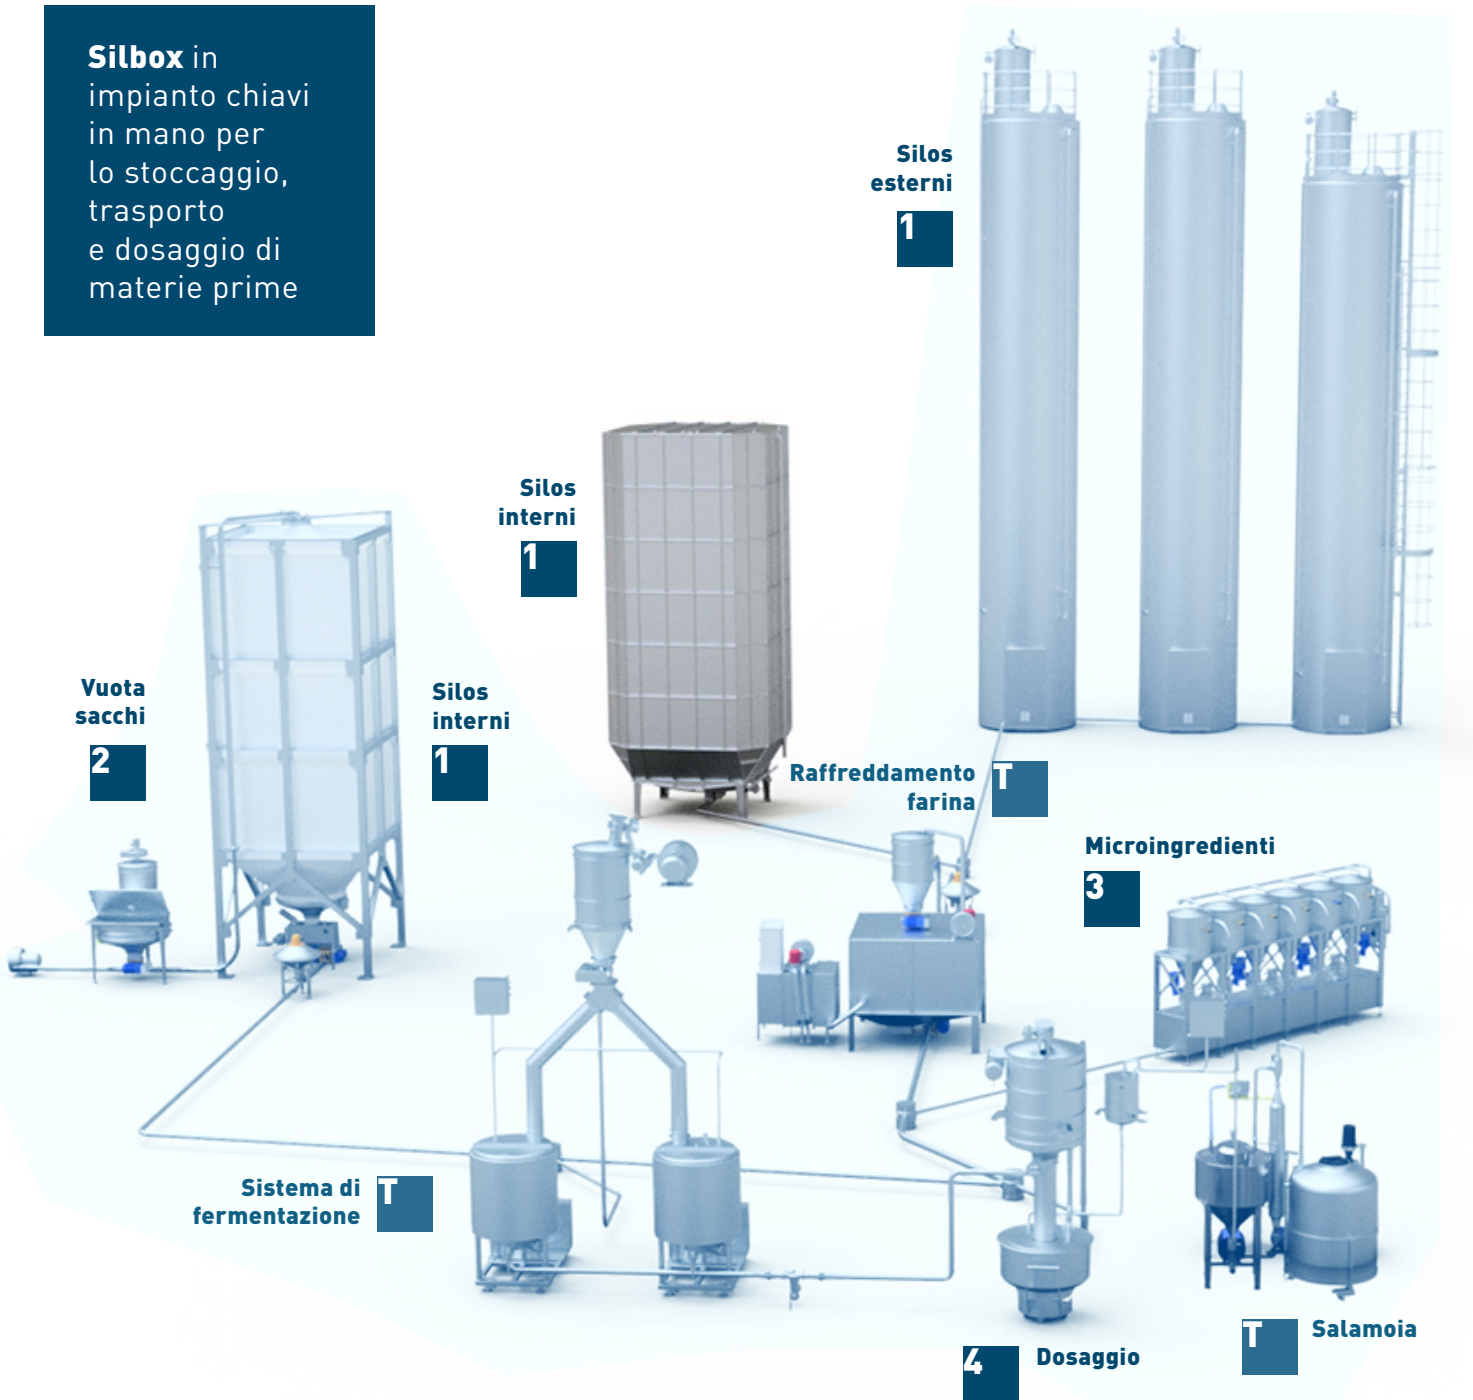 Silbox in
impianto chiavi
in mano per
lo stoccaggio,
trasporto
e dosaggio di
materie prime
Silos
esterni
1
Silos
interni
1
Vuota
sacchi
2
Silos
interni
1
Raffreddamento
farina
T
Microingredienti
3
Sistema di
fermentazione
T
T
Salamoia
4
Dosaggio